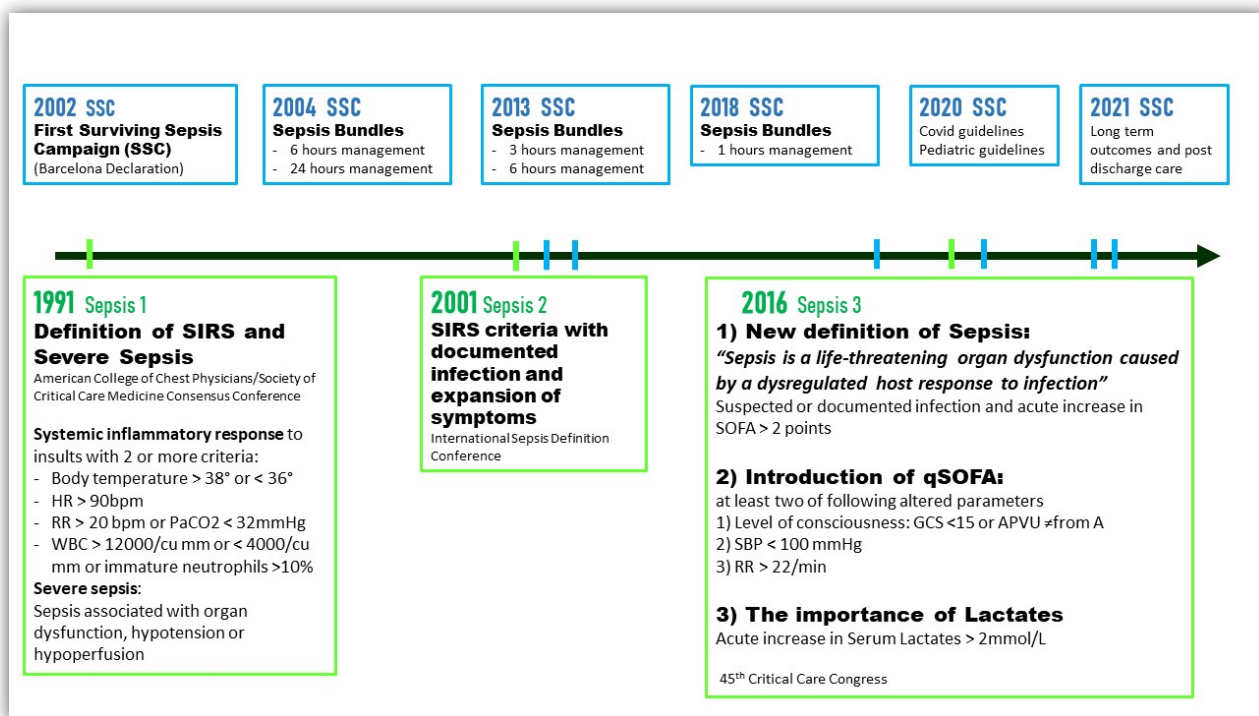 2002 SSC
First Surviving Sepsis
Campaign (SSC)
(Barcelona Declaration)
2004 SSC
Sepsis Bundles
- 6 hours management
- 24 hours management
2013 SSC
Sepsis Bundles
- 3 hours management
- 6 hours management
2018 SSC
Sepsis Bundles
- 1 hours management
2020 SSC
Covid guidelines
Pediatric guidelines
2021 SSC
Long term
outcomes and post
discharge care
1991 Sepsis 1
Definition of SIRS and
Severe Sepsis
American College of Chest Physicians/Society of
Critical Care Medicine Consensus Conference
Systemic inflammatory response to
insults with 2 or more criteria:
- Body temperature > 38° or < 36°
- HR > 90bpm
- RR > 20 bpm or PaCO2 < 32mmHg
- WBC > 12000/cu mm or < 4000/cu
mm or immature neutrophils >10%
Severe sepsis:
Sepsis associated with organ
dysfunction, hypotension or
hypoperfusion
2001 Sepsis 2
SIRS criteria with
documented
infection and
expansion of
symptoms
International Sepsis Definition
Conference
2016 Sepsis 3
1) New definition of Sepsis:
"Sepsis is a life-threatening organ dysfunction caused
by a dysregulated host response to infection"
Suspected or documented infection and acute increase in
SOFA > 2 points
2) Introduction of qSOFA:
at least two of following altered parameters
1) Level of consciousness: GCS <15 or APVU ≠from A
2) SBP < 100 mmHg
3) RR > 22/min
3) The importance of Lactates
Acute increase in Serum Lactates > 2mmol/L
45th Critical Care Congress